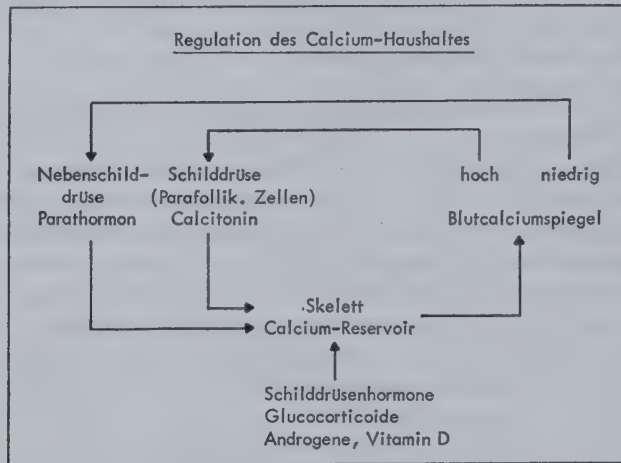 Regulation des Calcium-Haushaltes
Nebenschild-
drüse
Parathormon
Schilddrüse
(Parafollik. Zellen)
Calcitonin
hoch niedrig
Blutcalciumspiegel
Skelett
Calcium-Reservoir
Schilddrüsenhormone
Glucocorticoide
Androgene, Vitamin D